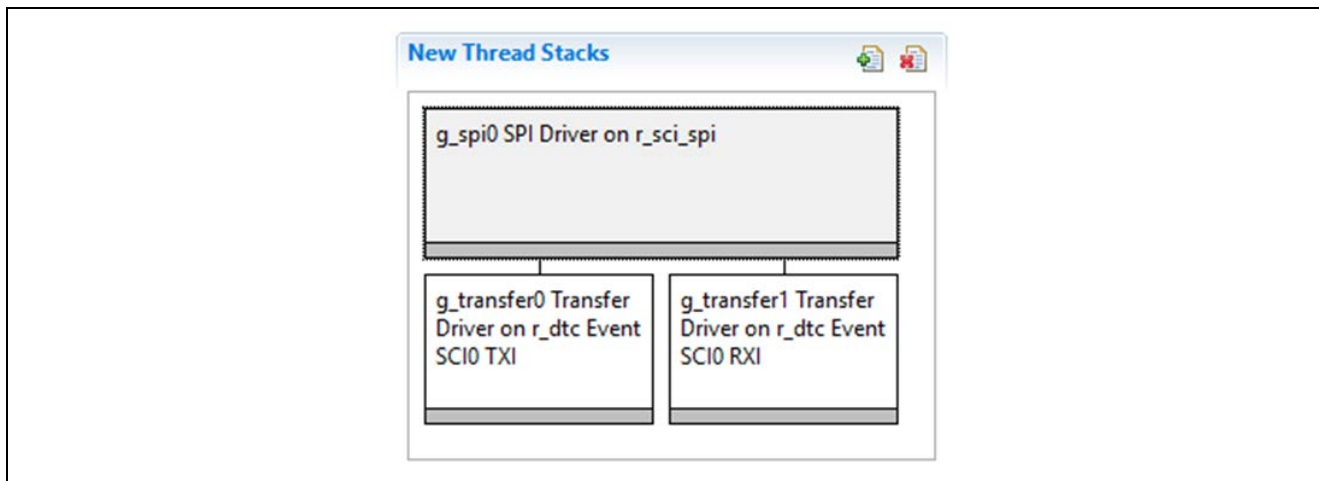 New Thread Stacks
g_spi0 SPI Driver on r_sci_spi
g_transfer0 Transfer
Driver on r_dtc Event
SCI0 TXI
g_transfer1 Transfer
Driver on r_dtc Event
SCI0 RXI